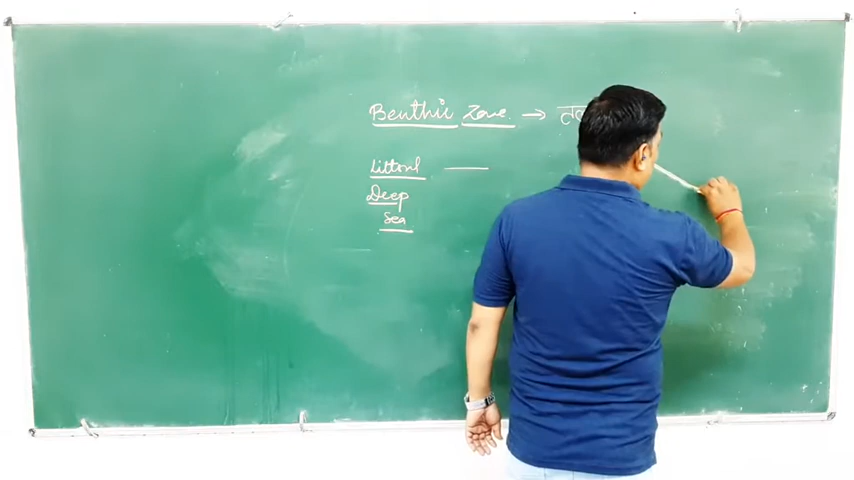 Benthic Zone. →
Littoral —
Deep
Sea